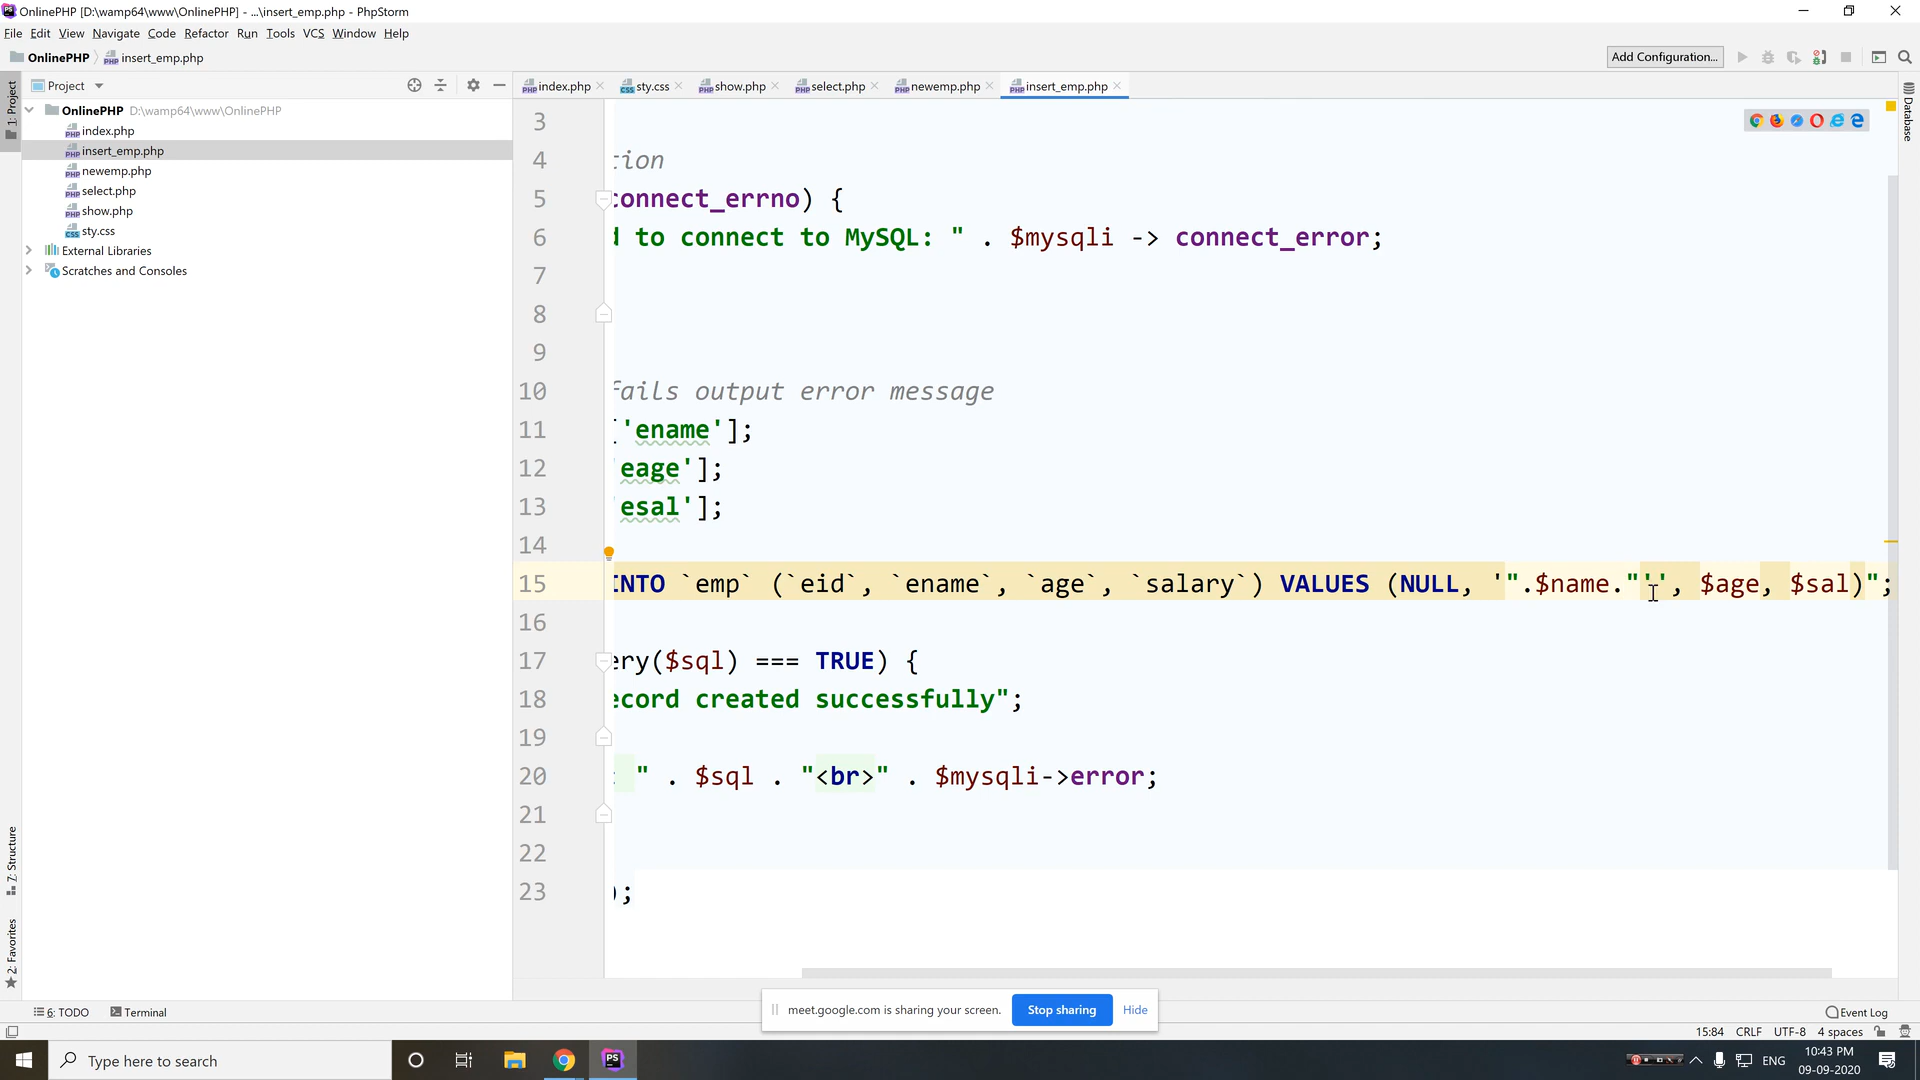 OnlinePHP [D:\wamp64\www\OnlinePHP] - ...\insert_emp.php - PhpStorm
File Edit View Navigate Code Refactor Run Tools VCS Window Help
OnlinePHP insert_emp.php Add Configuration...
Project
index.php sty.css show.php select.php newemp.php insert_emp.php
1: Project
Database
OnlinePHP D:\wamp64\www\OnlinePHP
index.php
insert_emp.php
newemp.php
select.php
show.php
sty.css
External Libraries
Scratches and Consoles
3
4 tion
5 connect_errno) {
6 d to connect to MySQL: " . $mysqli -> connect_error;
7
8
9
10 fails output error message
11 ['ename'];
12 'eage'];
13 'esal'];
14
15 INTO `emp` (`eid`, `ename`, `age`, `salary`) VALUES (NULL, '".$name."'', $age, $sal)";
16
17 ery($sql) === TRUE) {
18 ecord created successfully";
19
20 : " . $sql . "<br>" . $mysqli->error;
21
22
23 );
7: Structure
2: Favorites
meet.google.com is sharing your screen. Stop sharing Hide
6: TODO Terminal Event Log
15:84 CRLF UTF-8 4 spaces
Type here to search
PS
ENG
10:43 PM
09-09-2020